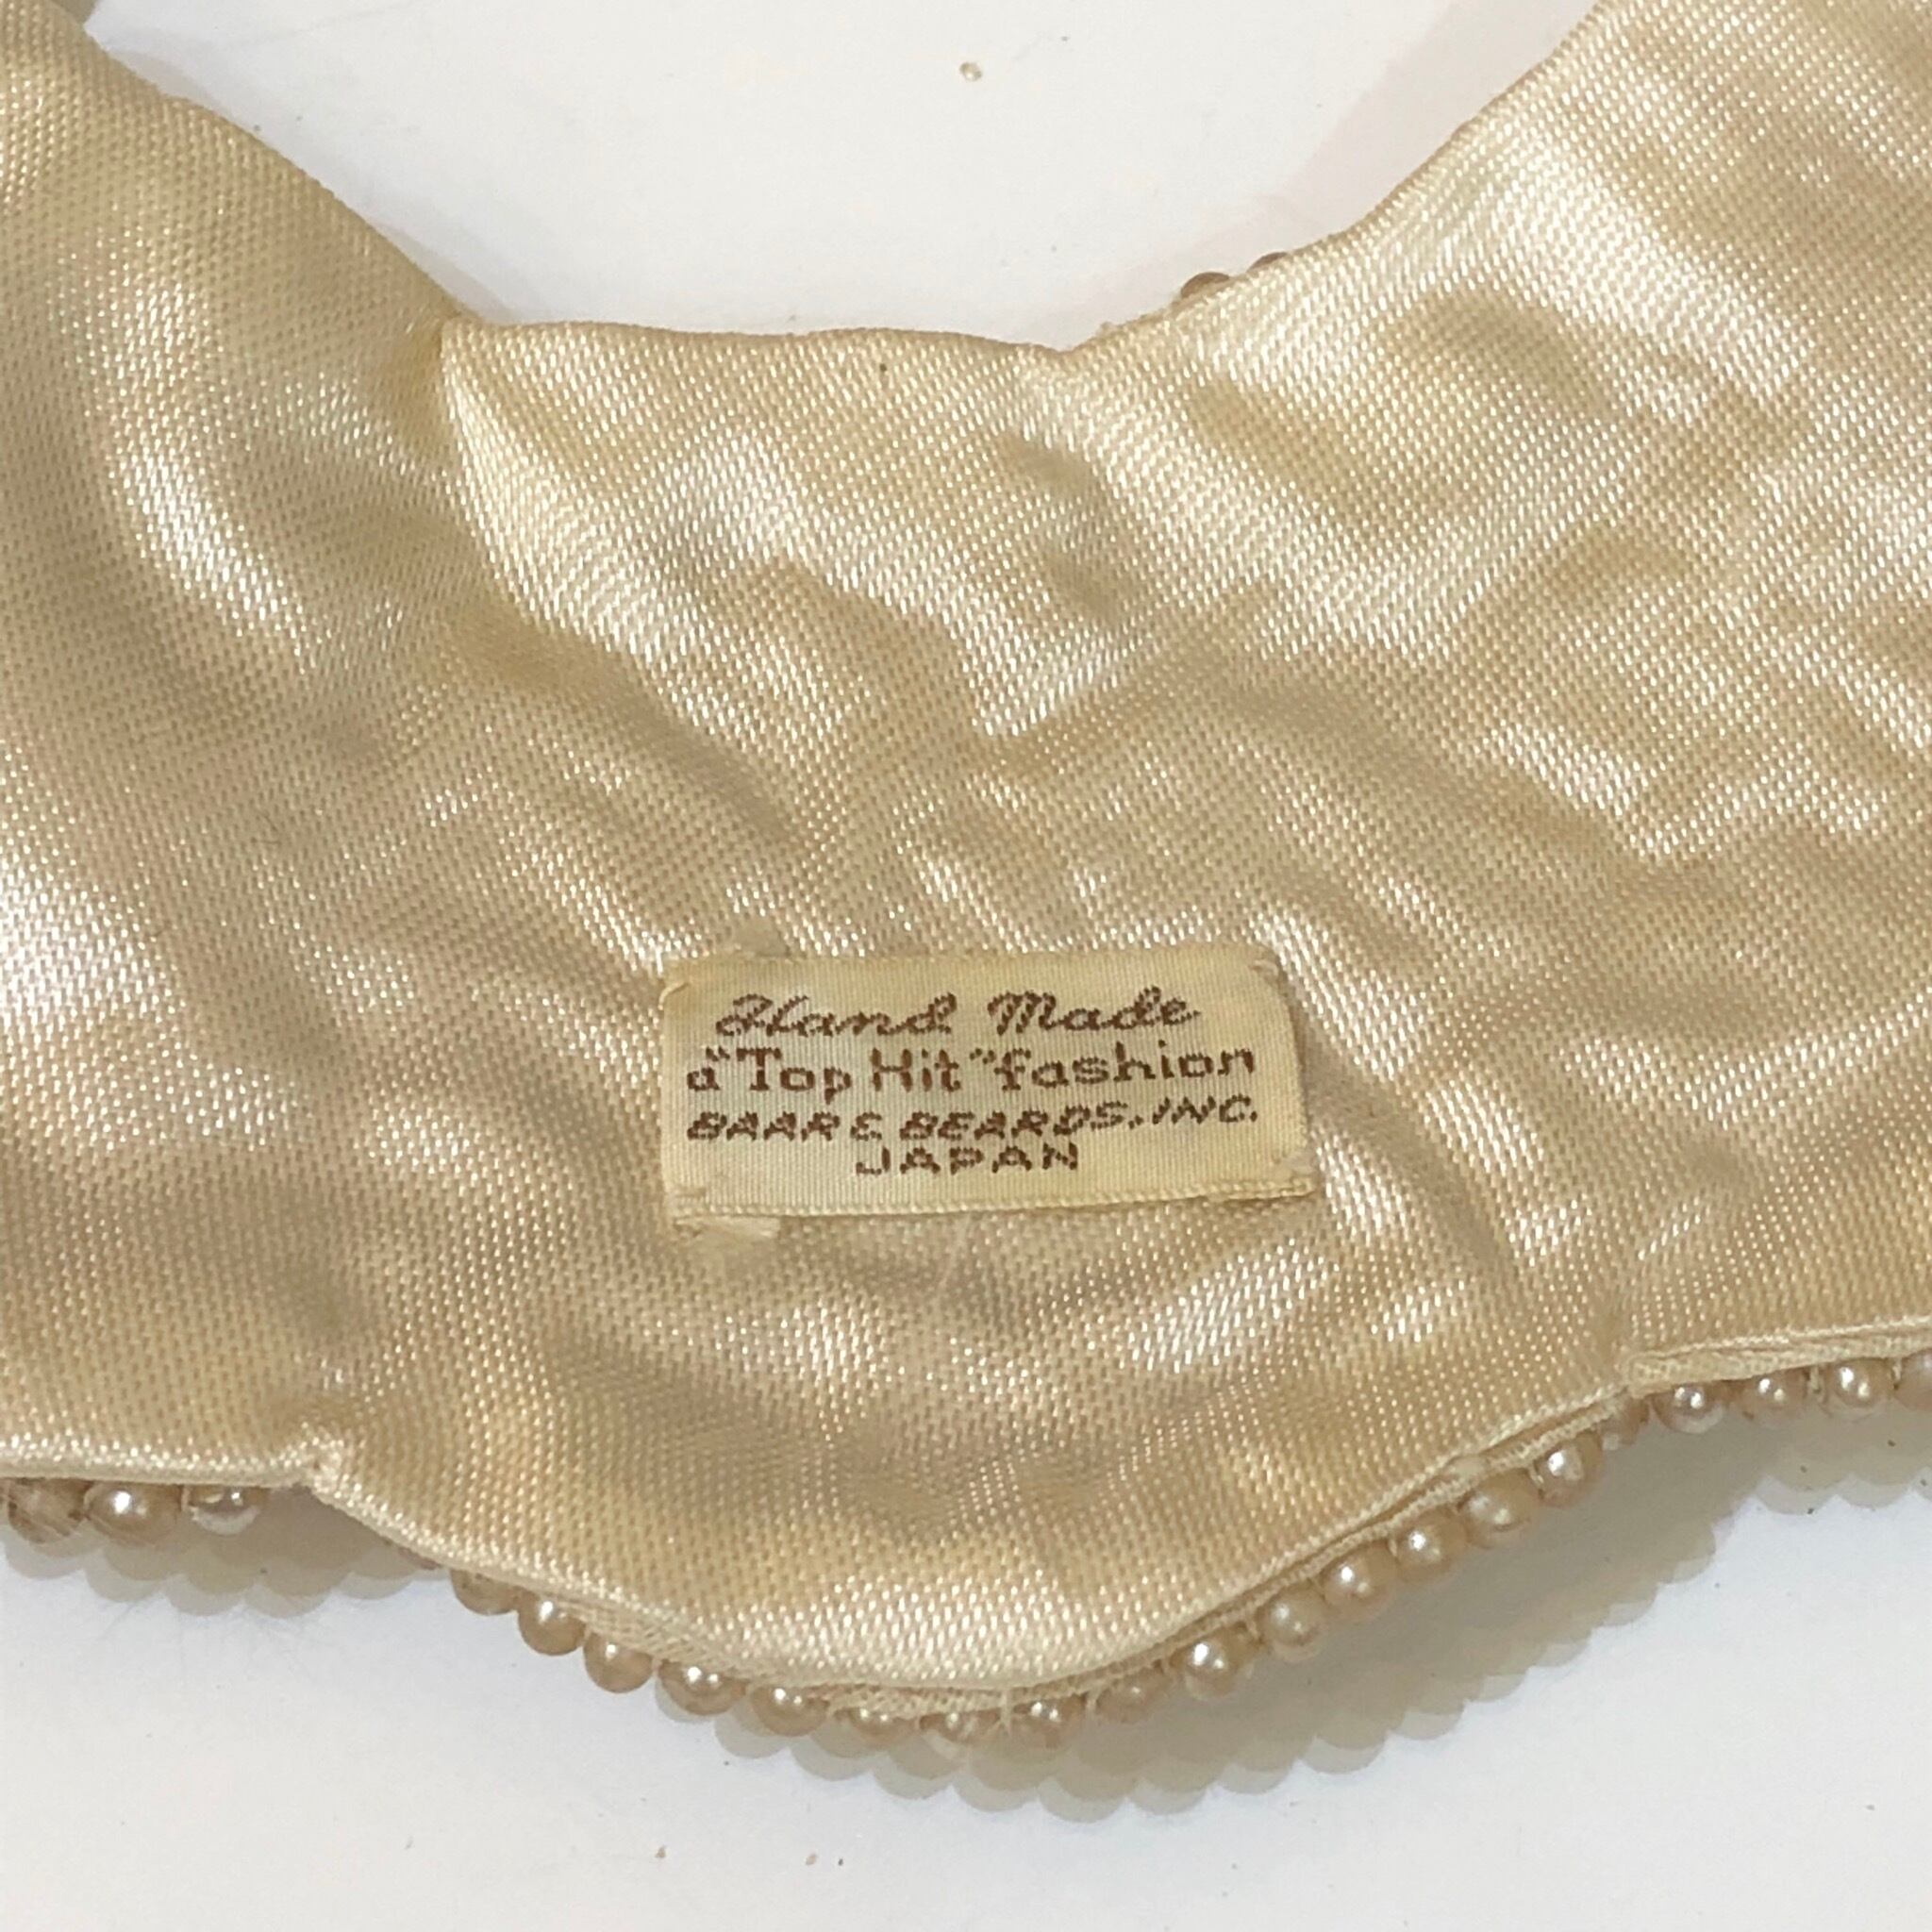 Hand Made
a "Top Hit" fashion
BAAR & BEARDS, INC.
JAPAN